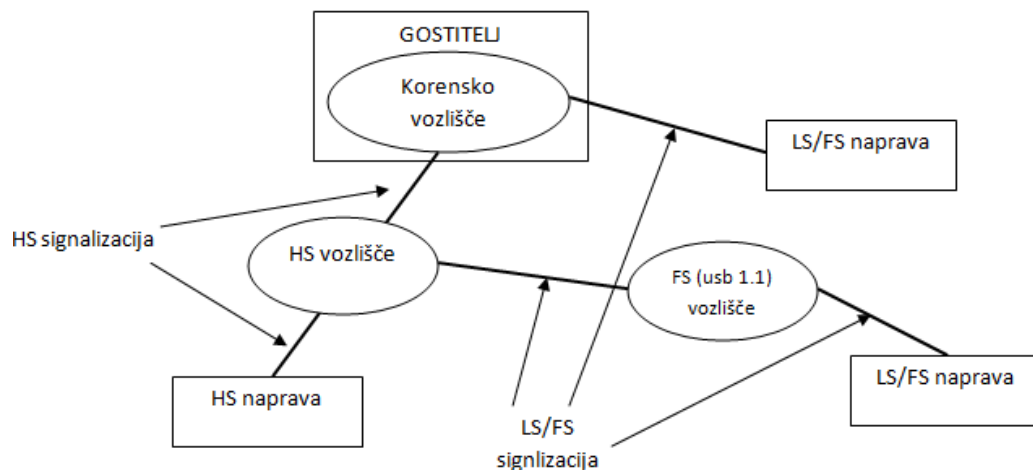 GOSTITELJ
Korensko
vozlišče
LS/FS naprava
HS signalizacija
HS vozlišče
FS (usb 1.1)
vozlišče
HS naprava
LS/FS
signlizacija
LS/FS naprava